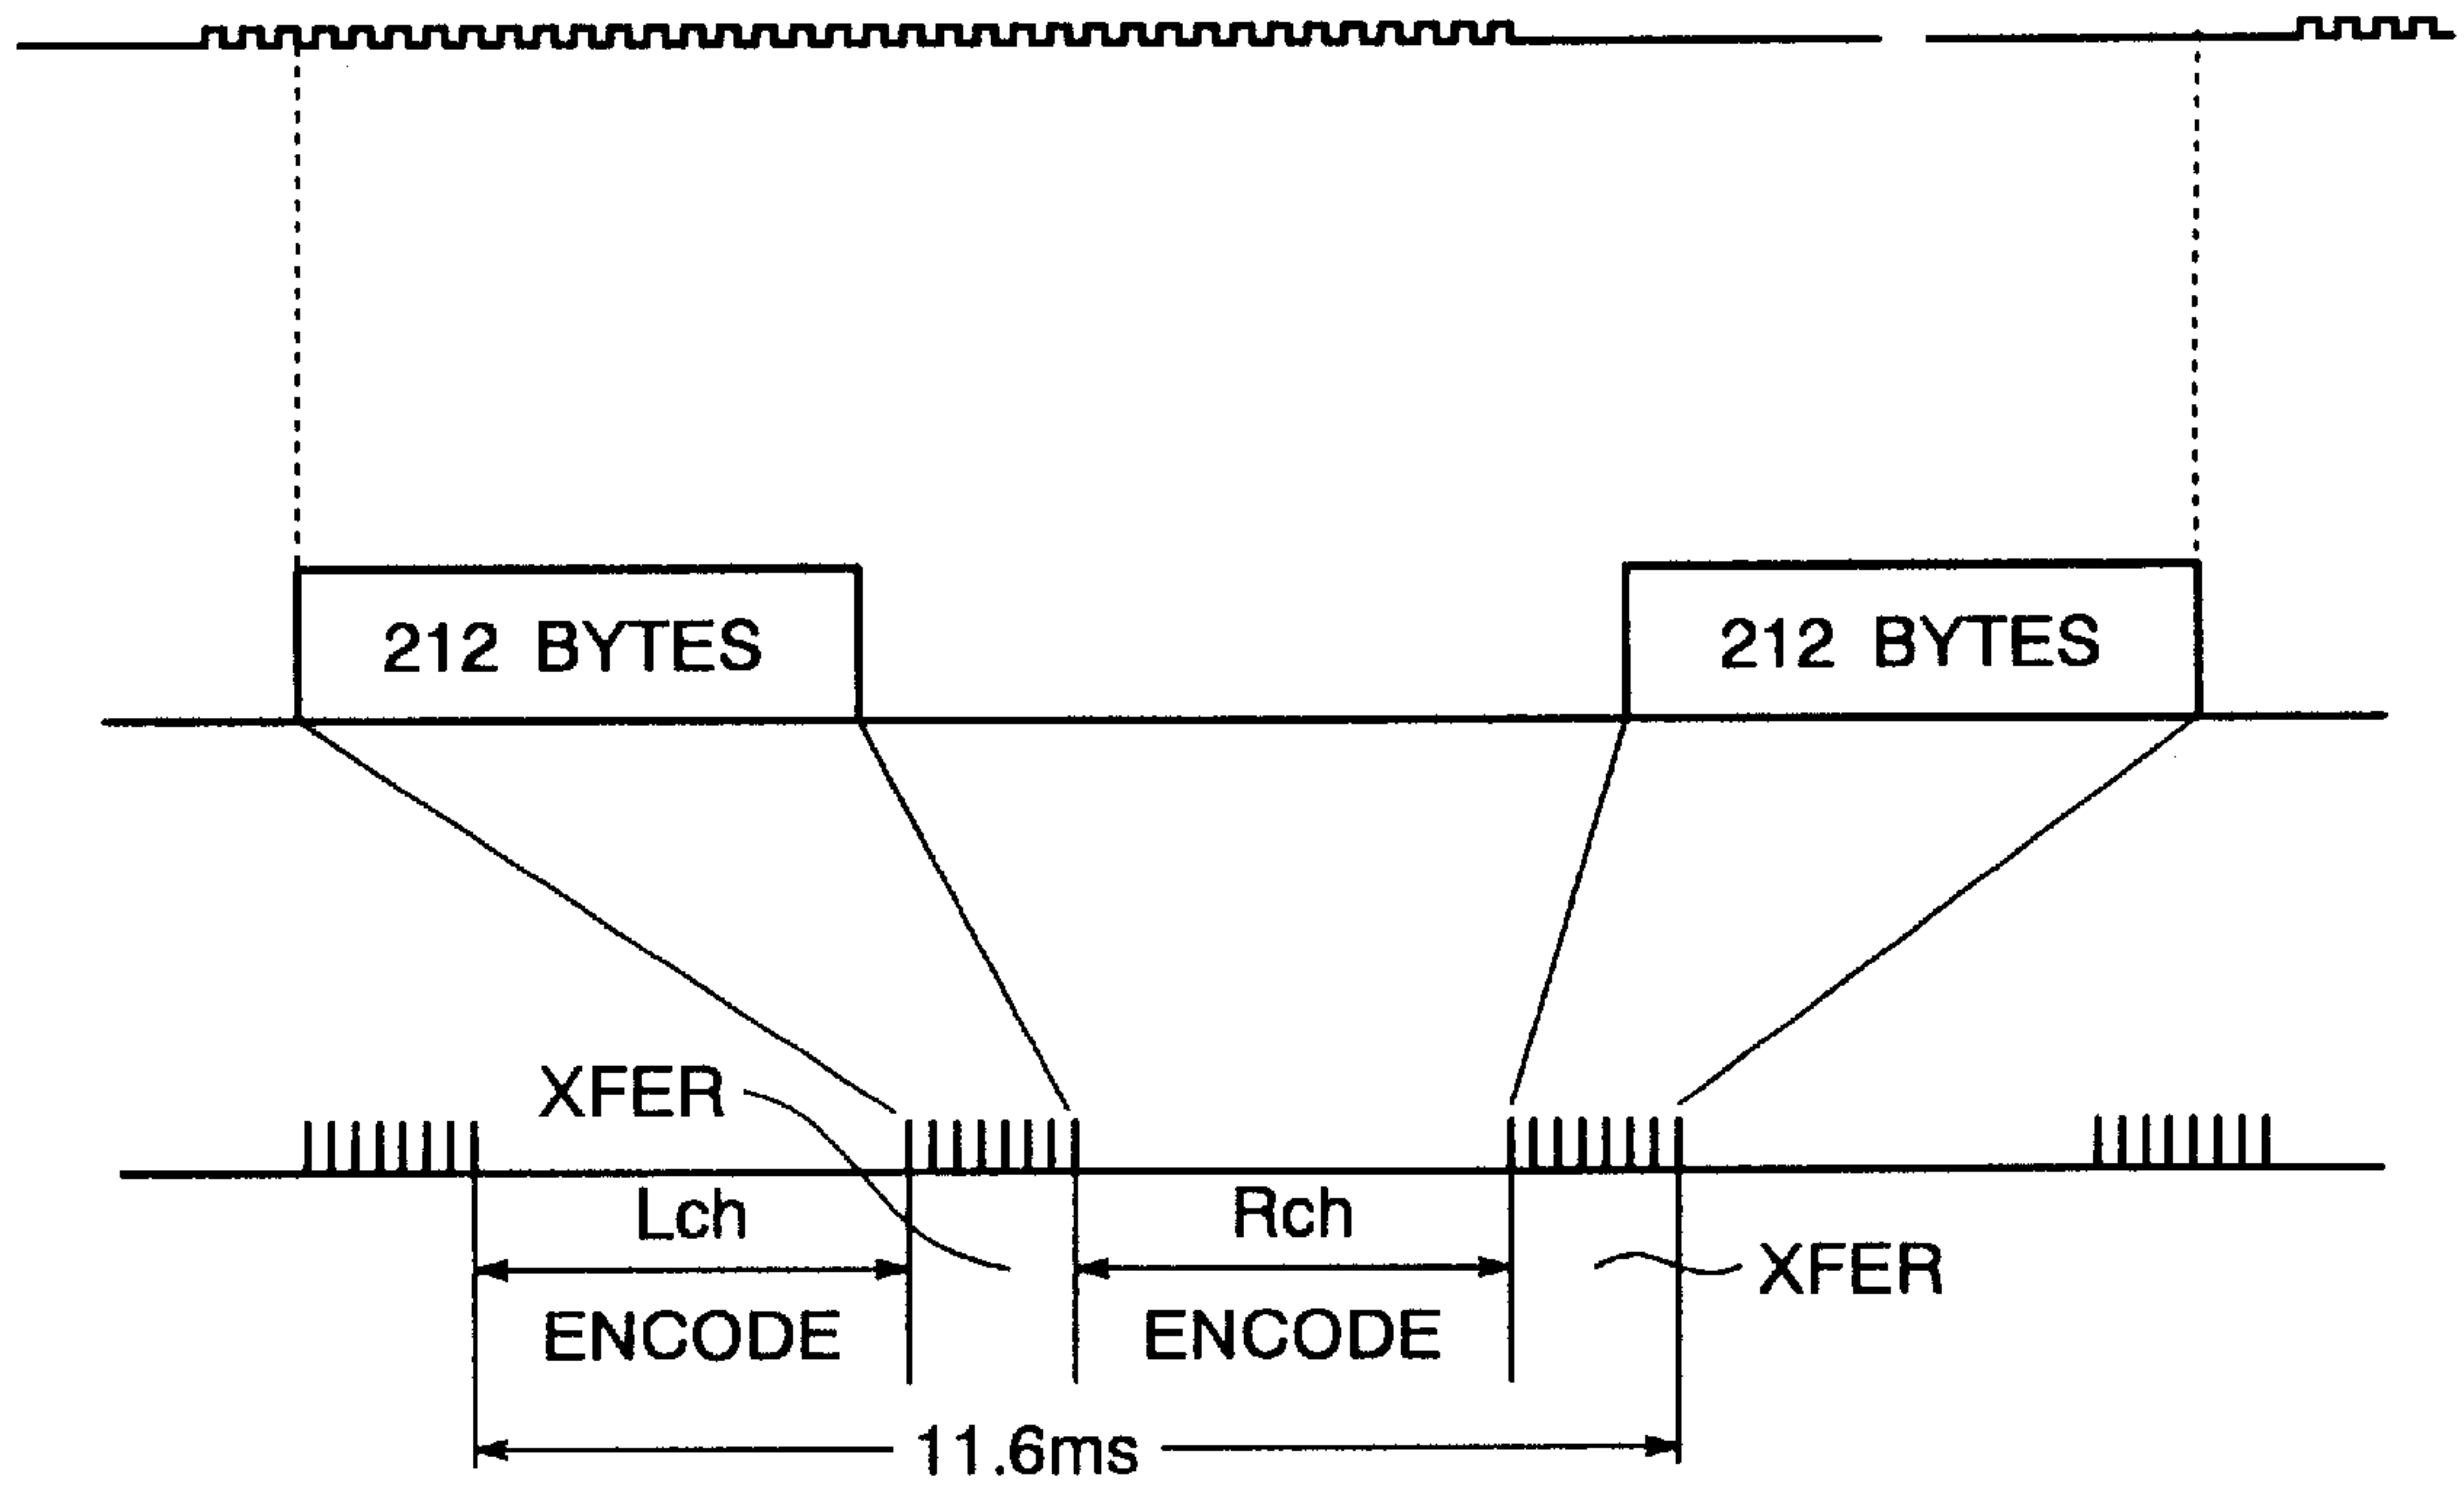 212 BYTES
212 BYTES
XFER
Lch
Rch
XFER
ENCODE
ENCODE
11.6ms